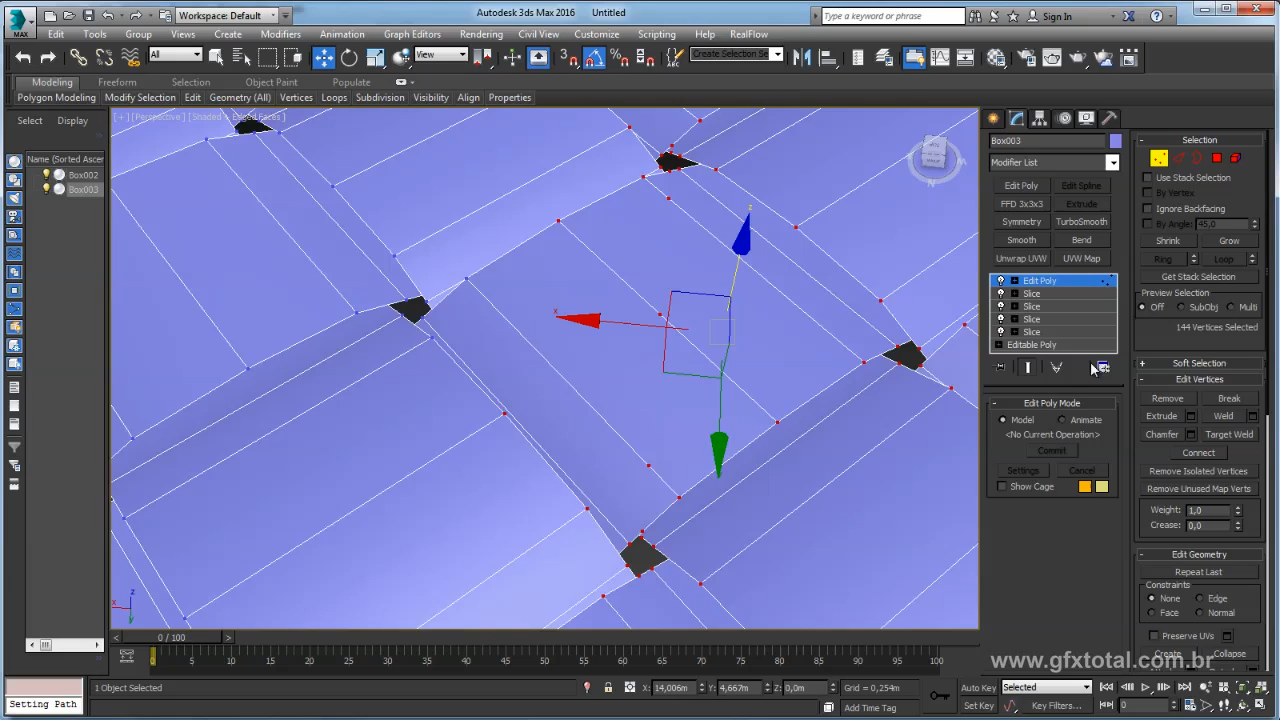 MAX
Workspace: Default
Autodesk 3ds Max 2016    Untitled
Type a keyword or phrase
Sign In
Edit Tools Group Views Create Modifiers Animation Graph Editors Rendering Civil View Customize Scripting Help RealFlow
All
View
Create Selection Se
Modeling Freeform Selection Object Paint Populate
Polygon Modeling Modify Selection Edit Geometry (All) Vertices Loops Subdivision Visibility Align Properties
Select Display
Name (Sorted Ascen
Box002
Box003
[ + ] [ Perspective ] [ Shaded + Edged Faces ]
z
x
N
x
z
y
Box003
Modifier List
Edit Poly Edit Spline
FFD 3x3x3 Extrude
Symmetry TurboSmooth
Smooth Bend
Unwrap UVW UVW Map
Edit Poly
Slice
Slice
Slice
Slice
Editable Poly
Edit Poly Mode
Model Animate
<No Current Operation>
Commit
Settings Cancel
Show Cage
Selection
Use Stack Selection
By Vertex
Ignore Backfacing
By Angle: 45,0
Shrink Grow
Ring Loop
Get Stack Selection
Preview Selection
Off SubObj Multi
144 Vertices Selected
Soft Selection
Edit Vertices
Remove Break
Extrude Weld
Chamfer Target Weld
Connect
Remove Isolated Vertices
Remove Unused Map Verts
Weight: 1,0
Crease: 0,0
Edit Geometry
Repeat Last
Constraints
None Edge
Face Normal
Preserve UVs
Create Collapse
www.gfxtotal.com.br
0 / 100
0 5 10 15 20 25 30 35 40 45 50 55 60 65 70 75 80 85 90 95 100
1 Object Selected
X: 14,006m Y: 4,667m Z: 0,0m Grid = 0,254m
Auto Key Selected
Setting Path
Add Time Tag
Set Key Key Filters... 0